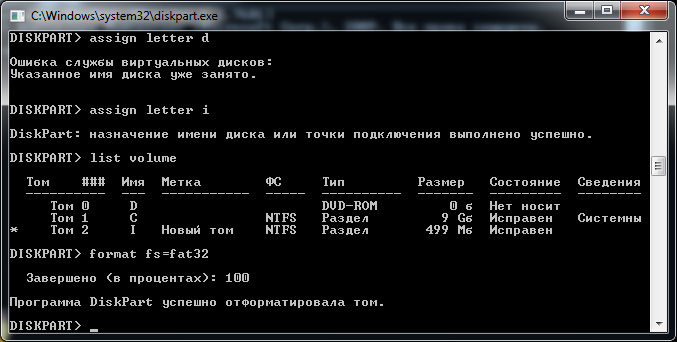 C:\Windows\system32\diskpart.exe
DISKPART> assign letter d
Ошибка службы виртуальных дисков:
Указанное имя диска уже занято.
DISKPART> assign letter i
DiskPart: назначение имени диска или точки подключения выполнено успешно.
DISKPART> list volume
Том ### Имя Метка ФС Тип Размер Состояние Сведения
---------- --- ----------- ----- ---------- ------- --------- --------
Том 0 D DVD-ROM 0 б Нет носит
Том 1 C NTFS Раздел 9 Gб Исправен Системны
* Том 2 I Новый том NTFS Раздел 499 Mб Исправен
DISKPART> format fs=fat32
Завершено (в процентах): 100
Программа DiskPart успешно отформатировала том.
DISKPART> _